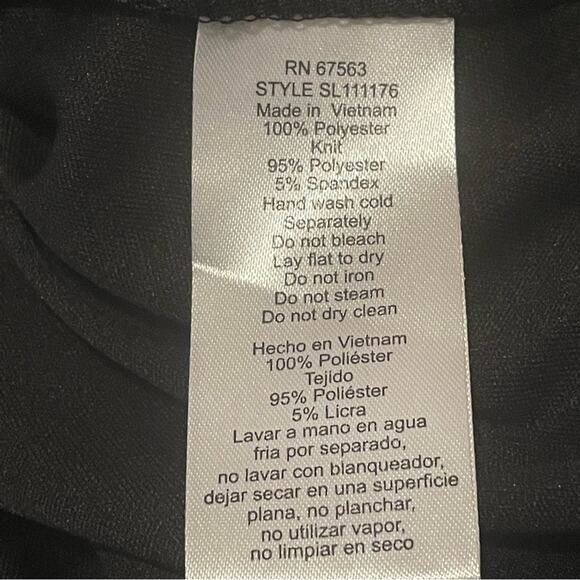 RN 67563
STYLE SL111176
Made in Vietnam
100% Polyester
Knit
95% Polyester
5% Spandex
Hand wash cold
Separately
Do not bleach
Lay flat to dry
Do not iron
Do not steam
Do not dry clean
Hecho en Vietnam
100% Poliéster
Tejido
95% Poliéster
5% Licra
Lavar a mano en agua
fria por separado,
no lavar con blanqueador,
dejar secar en una superficie
plana, no planchar,
no utilizar vapor,
no limpiar en seco